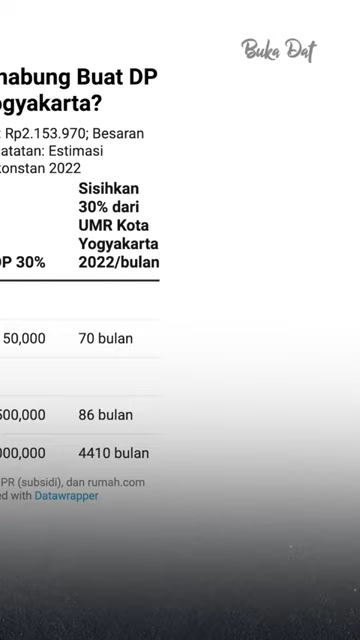 Buka Dat
nabung Buat DP
ogyakarta?
: Rp2.153.970; Besaran
atatan: Estimasi
konstan 2022
Sisihkan
30% dari
UMR Kota
Yogyakarta
DP 30% 2022/bulan
50,000 70 bulan
500,000 86 bulan
000,000 4410 bulan
PR (subsidi), dan rumah.com
ed with Datawrapper